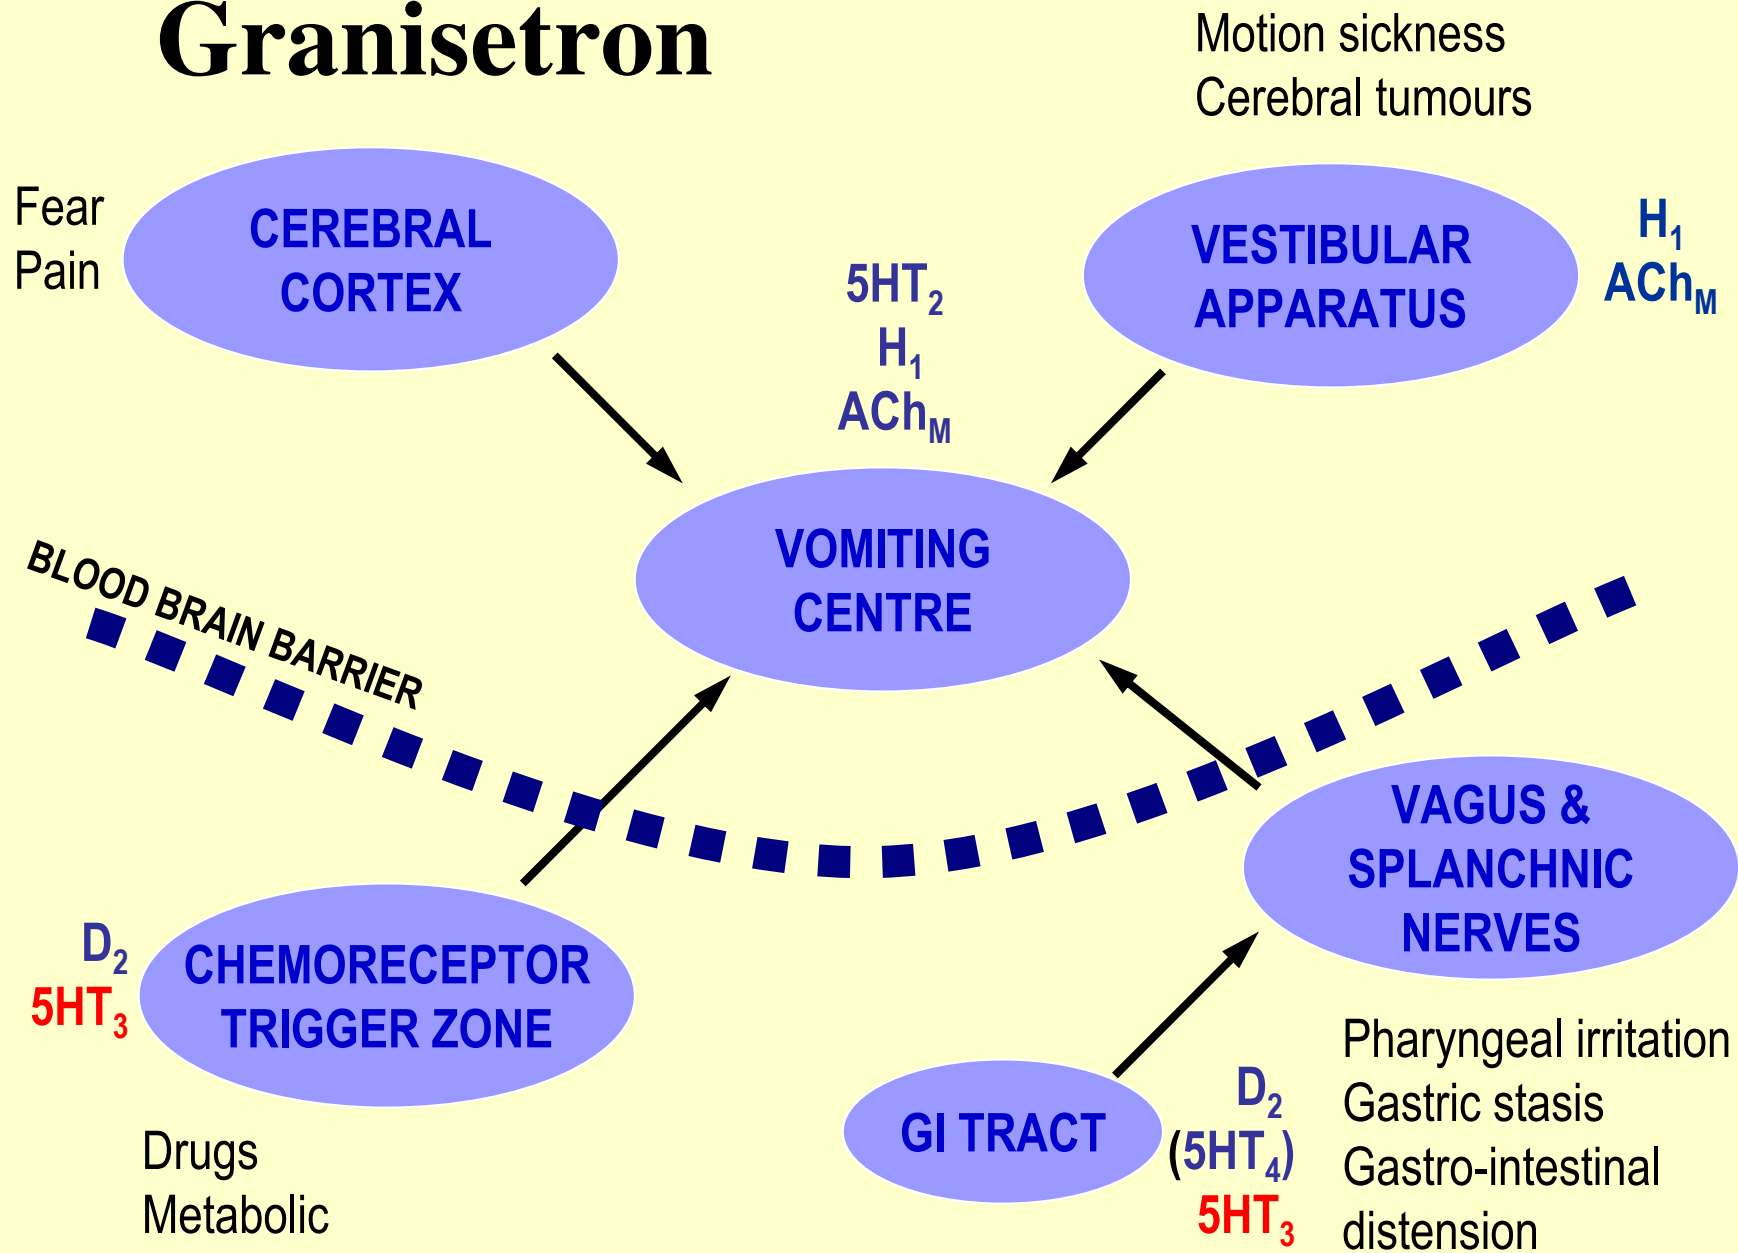 Granisetron
Motion sickness
Cerebral tumours
Fear
Pain
CEREBRAL
CORTEX
5HT₂
H₁
AChM
VESTIBULAR
APPARATUS
H₁
AChM
VOMITING
CENTRE
BLOOD BRAIN BARRIER
D₂
5HT₃
CHEMORECEPTOR
TRIGGER ZONE
Drugs
Metabolic
VAGUS &
SPLANCHNIC
NERVES
GI TRACT
D₂
(5HT₄)
5HT₃
Pharyngeal irritation
Gastric stasis
Gastro-intestinal
distension